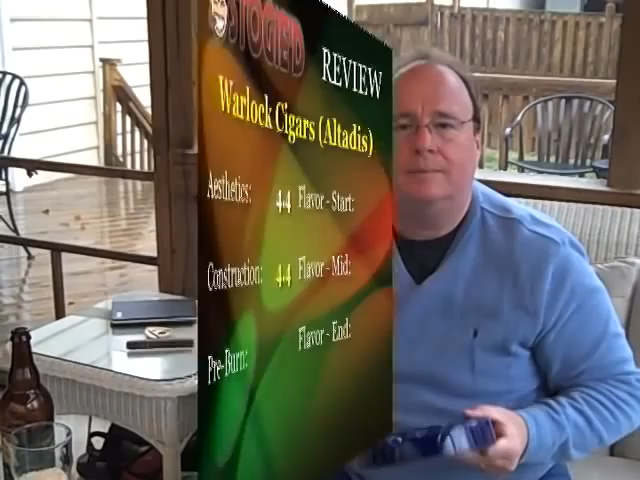 STOGIED
REVIEW
Warlock Cigars (Altadis)
Aesthetics: 4.4 Flavor - Start:
Construction: 4.4 Flavor - Mid:
Pre-Burn: Flavor - End: